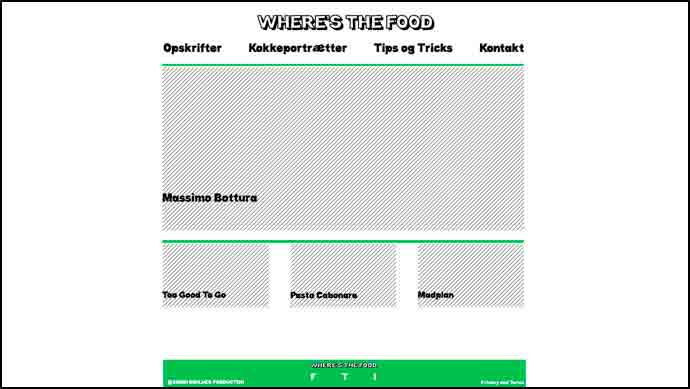 WHERE'S THE FOOD
Opskrifter Kokkeportrætter Tips og Tricks Kontakt
Massimo Bottura
Too Good To Go Pasta Cabonara Madplan
WHERE'S THE FOOD
F T I
PRODUCTION Privacy and Terms